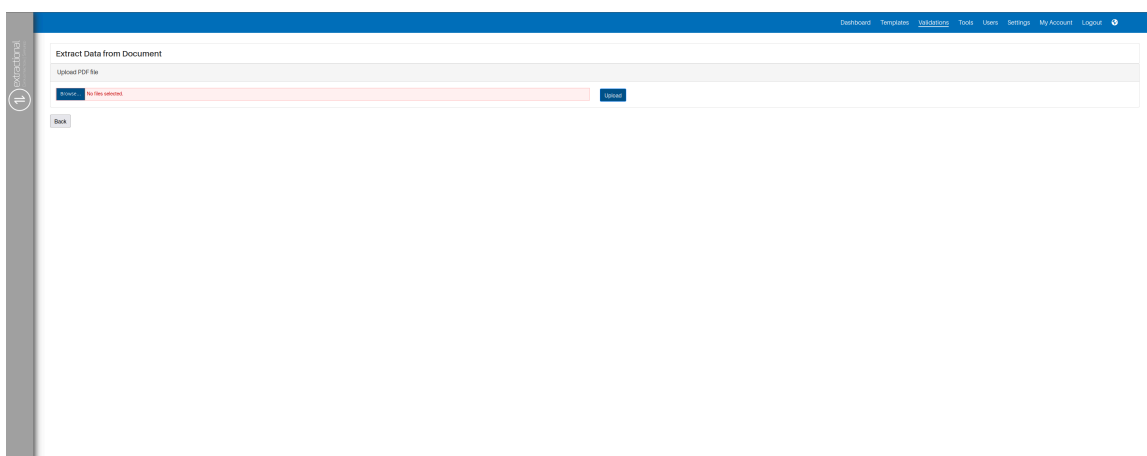 Dashboard Templates Validations Tools Users Settings My Account Logout
extractional
Extract Data from Document
Upload PDF file
Browse... No files selected.
Upload
Back